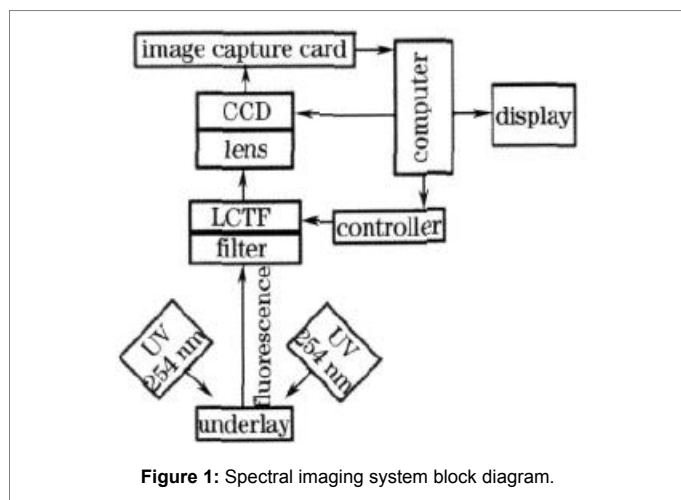 image capture card
computer
CCD
display
lens
LCTF
controller
filter
fluorescence
UV
254 nm
UV
254 nm
underlay
Figure 1: Spectral imaging system block diagram.